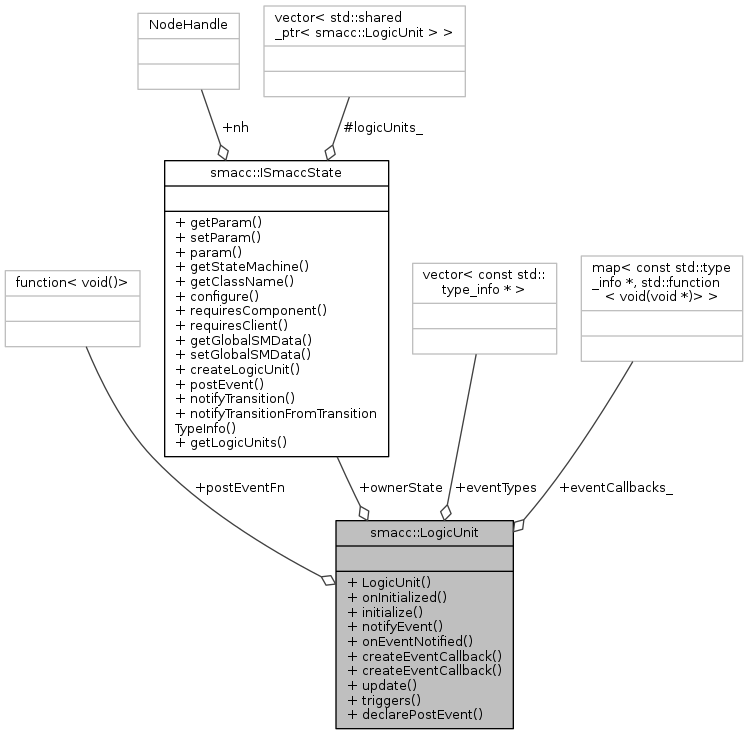 NodeHandle
vector< std::shared
_ptr< smacc::LogicUnit > >
+nh
#logicUnits_
smacc::ISmaccState
+ getParam()
+ setParam()
+ param()
+ getStateMachine()
+ getClassName()
+ configure()
+ requiresComponent()
+ requiresClient()
+ getGlobalSMData()
+ setGlobalSMData()
+ createLogicUnit()
+ postEvent()
+ notifyTransition()
+ notifyTransitionFromTransition
TypeInfo()
+ getLogicUnits()
function< void()>
vector< const std::
type_info * >
map< const std::type
_info *, std::function
< void(void *)> >
+postEventFn
+ownerState
+eventTypes
+eventCallbacks_
smacc::LogicUnit
+ LogicUnit()
+ onInitialized()
+ initialize()
+ notifyEvent()
+ onEventNotified()
+ createEventCallback()
+ createEventCallback()
+ update()
+ triggers()
+ declarePostEvent()